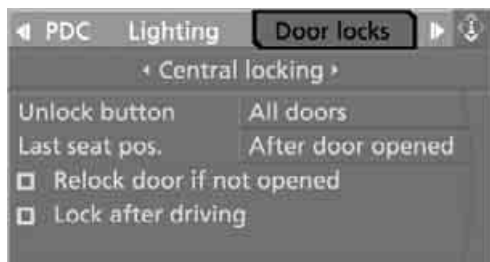 PDC Lighting Door locks
Central locking
Unlock button All doors
Last seat pos. After door opened
Relock door if not opened
Lock after driving